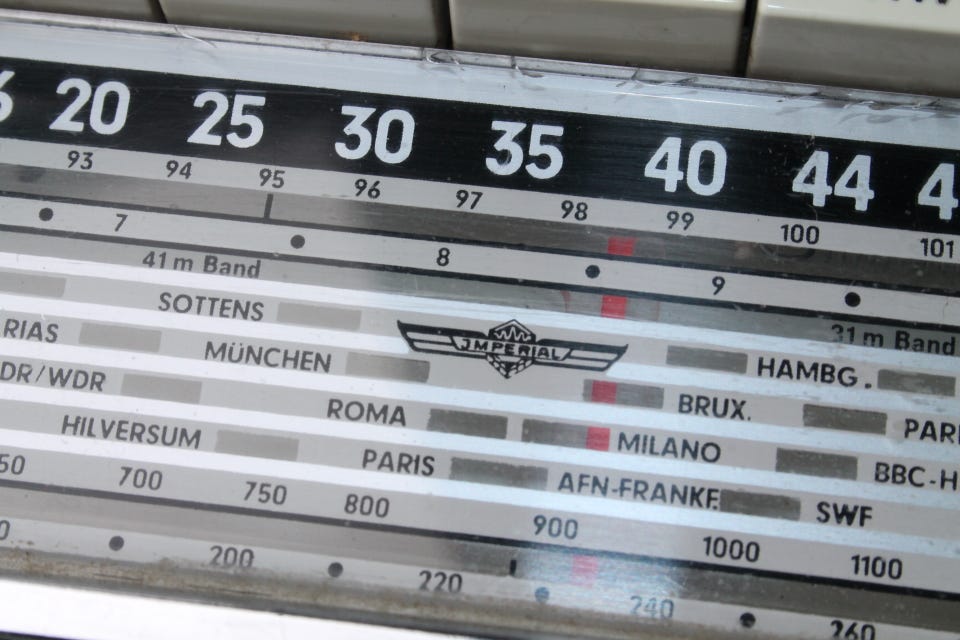 20 25 30 35 40 44
93 94 95 96 97 98 99 100 101
7 8 9
41 m Band 31 m Band
SOTTENS
JMPERIAL
RIAS MÜNCHEN HAMBG.
DR/WDR ROMA BRUX.
HILVERSUM PARIS MILANO BBC-H
AFN-FRANKF. SWF
50 700 750 800 900 1000 1100
200 220 240 260